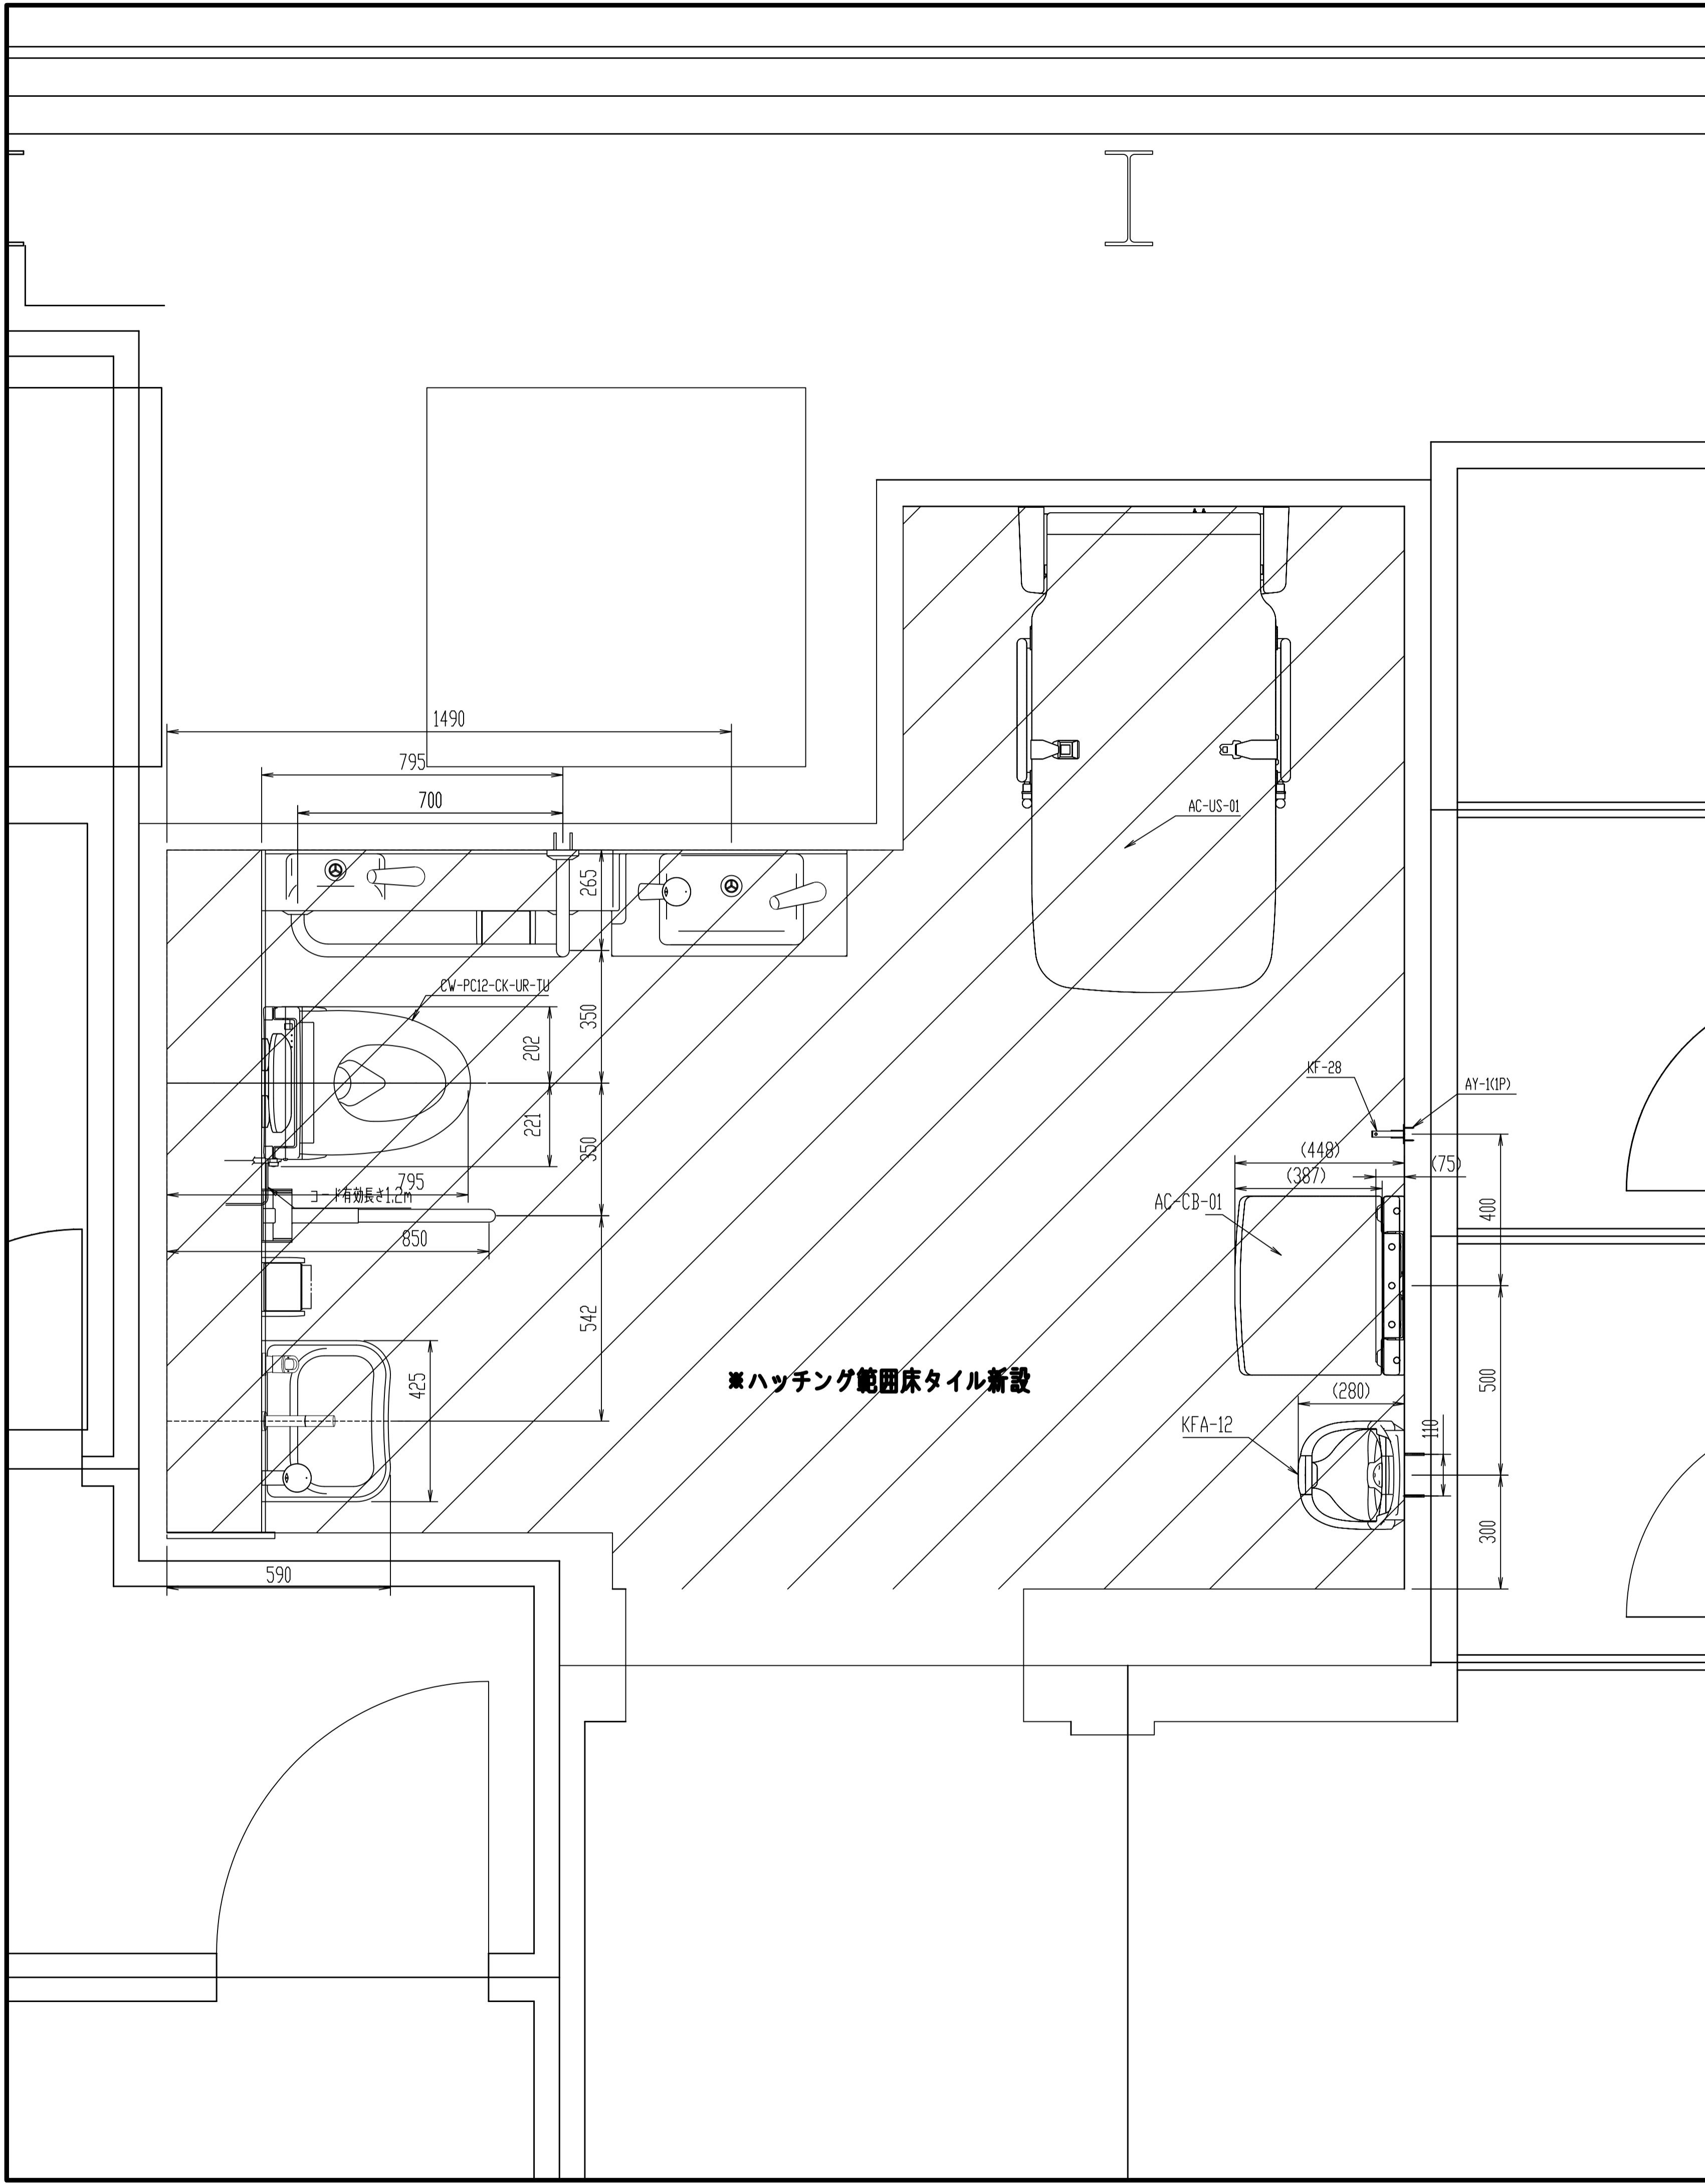 1490
795
700
AC-US-01
265
CW-PC12-CK-UR-TU
350
202
KF-28
AY-1(1P)
221
350
(448)
(75)
795
(387)
コード有効長さ1.2m
AC-CB-01
400
850
542
※ハッチング範囲床タイル新設
425
(280)
500
KFA-12
110
300
590